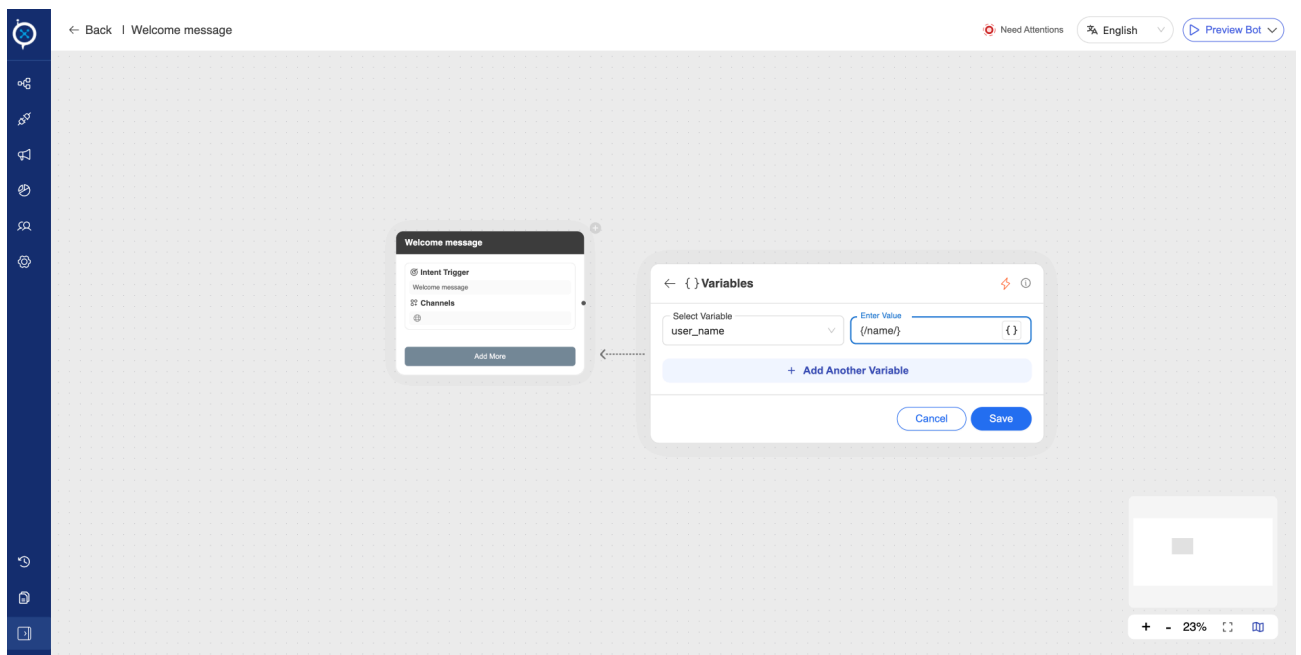 ← Back | Welcome message
Need Attentions
English
Preview Bot
Welcome message
Intent Trigger
Welcome message
Channels
Add More
← { } Variables
Select Variable
user_name
Enter Value
{/name/}
{ }
+ Add Another Variable
Cancel
Save
+ - 23%